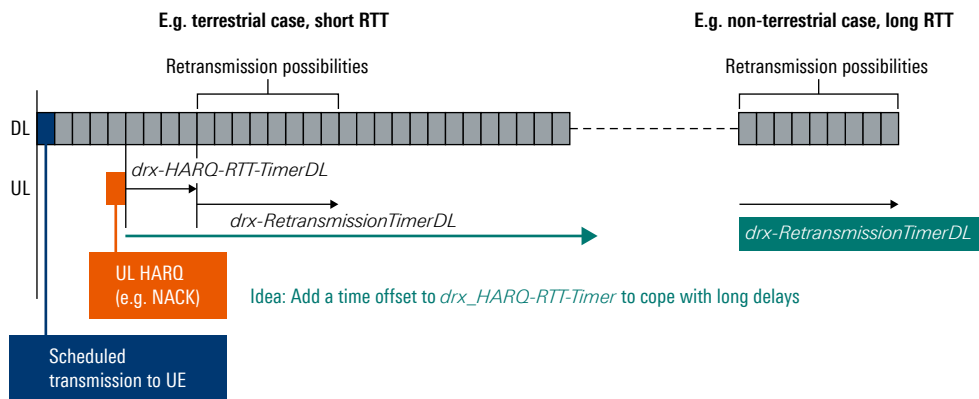 E.g. terrestrial case, short RTT
E.g. non-terrestrial case, long RTT
Retransmission possibilities
Retransmission possibilities
DL
drx-HARQ-RTT-TimerDL
UL
drx-RetransmissionTimerDL
drx-RetransmissionTimerDL
UL HARQ
(e.g. NACK)
Idea: Add a time offset to drx_HARQ-RTT-Timer to cope with long delays
Scheduled
transmission to UE